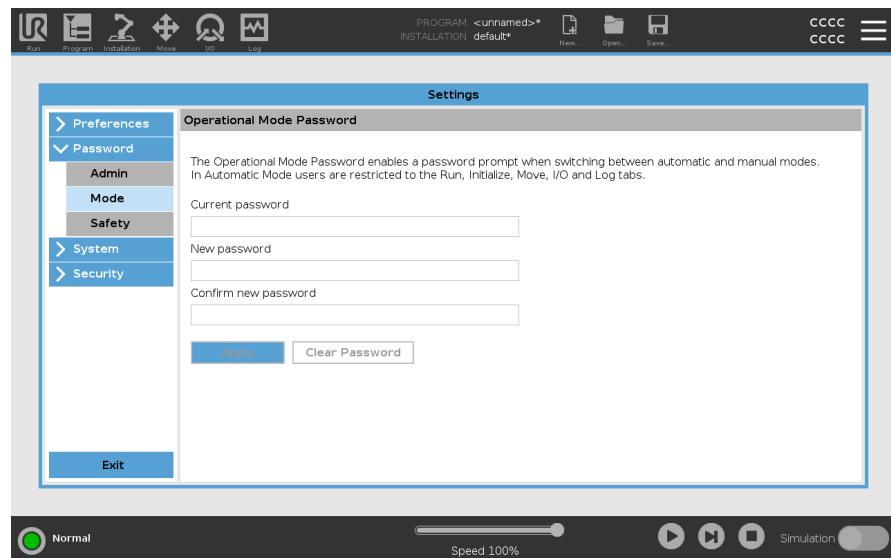 PROGRAM <unnamed>*
INSTALLATION default*
CCCC
CCCC
Run
Program
Installation
Move
I/O
Log
New...
Open...
Save...
Settings
Preferences
Password
Admin
Mode
Safety
System
Security
Exit
Operational Mode Password
The Operational Mode Password enables a password prompt when switching between automatic and manual modes.
In Automatic Mode users are restricted to the Run, Initialize, Move, I/O and Log tabs.
Current password
New password
Confirm new password
Apply
Clear Password
Normal
Speed 100%
Simulation